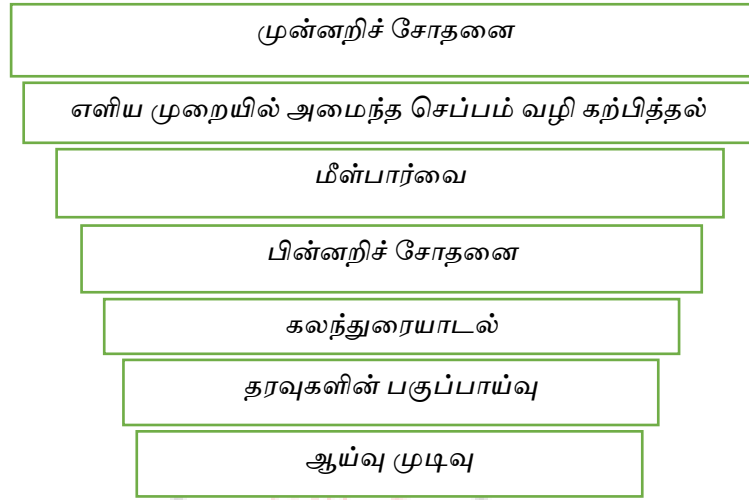 முன்னறிச் சோதனை
எளிய முறையில் அமைந்த செப்பம் வழி கற்பித்தல்
மீள்பார்வை
பின்னறிச் சோதனை
கலந்துரையாடல்
தரவுகளின் பகுப்பாய்வு
ஆய்வு முடிவு